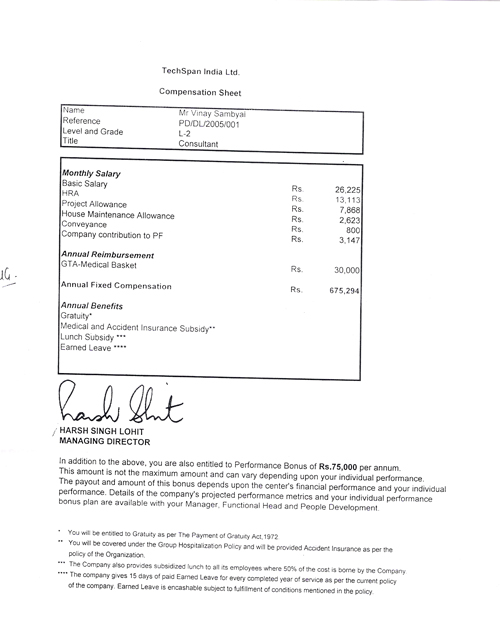 TechSpan India Ltd.
Compensation Sheet
Name Mr Vinay Sambyal
Reference PD/DL/2005/001
Level and Grade L-2
Title Consultant
Monthly Salary
Basic Salary Rs. 26,225
HRA Rs. 13,113
Project Allowance Rs. 7,868
House Maintenance Allowance Rs. 2,623
Conveyance Rs. 800
Company contribution to PF Rs. 3,147
Annual Reimbursement
GTA-Medical Basket Rs. 30,000
Annual Fixed Compensation Rs. 675,294
Annual Benefits
Gratuity*
Medical and Accident Insurance Subsidy**
Lunch Subsidy ***
Earned Leave ****
HARSH SINGH LOHIT
MANAGING DIRECTOR
In addition to the above, you are also entitled to Performance Bonus of Rs.75,000 per annum.
This amount is not the maximum amount and can vary depending upon your individual performance.
The payout and amount of this bonus depends upon the center's financial performance and your individual
performance. Details of the company's projected performance metrics and your individual performance
bonus plan are available with your Manager, Functional Head and People Development.
* You will be entitled to Gratuity as per The Payment of Gratuity Act,1972
** You will be covered under the Group Hospitalization Policy and will be provided Accident Insurance as per the
policy of the Organization.
*** The Company also provides subsidized lunch to all its employees where 50% of the cost is borne by the Company
**** The company gives 15 days of paid Earned Leave for every completed year of service as per the current policy
of the company. Earned Leave is encashable subject to fulfillment of conditions mentioned in the policy.